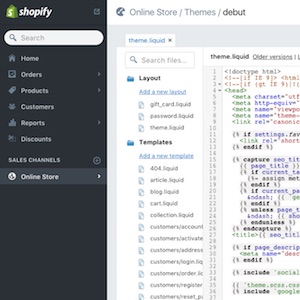 shopify
Search
Home
Orders
Products
Customers
Reports
Discounts
SALES CHANNELS
Online Store
Online Store / Themes / debut
theme.liquid ×
Search files...
Layout
Add a new layout
gift_card.liquid
password.liquid
theme.liquid
Templates
Add a new template
404.liquid
article.liquid
blog.liquid
cart.liquid
collection.liquid
customers/account
customers/activate
customers/address
customers/login.liq
customers/order.liq
customers/register
customers/reset_pa
theme.liquid Older versions
<!doctype html>
<!--[if IE 9]> <html
<!--[if (gt IE 9)|!(
<head>
<meta charset="utf
<meta http-equiv="
<meta name="viewpo
<meta name="theme-
<link rel="canonic
{% if settings.fav
<link rel="short
{% endif %}
{% capture seo_tit
{{ page_title }}
{% if current_ta
{%- assign met
{% endif %}
{% if current_pa
&ndash; {{ 'ge
{% endif %}
{% unless page_t
&ndash; {{ sho
{% endunless %}
{% endcapture %}
<title>{{ seo_titl
{% if page_descrip
<meta name="desc
{% endif %}
{% include 'social
{{ 'theme.scss.css
{% include